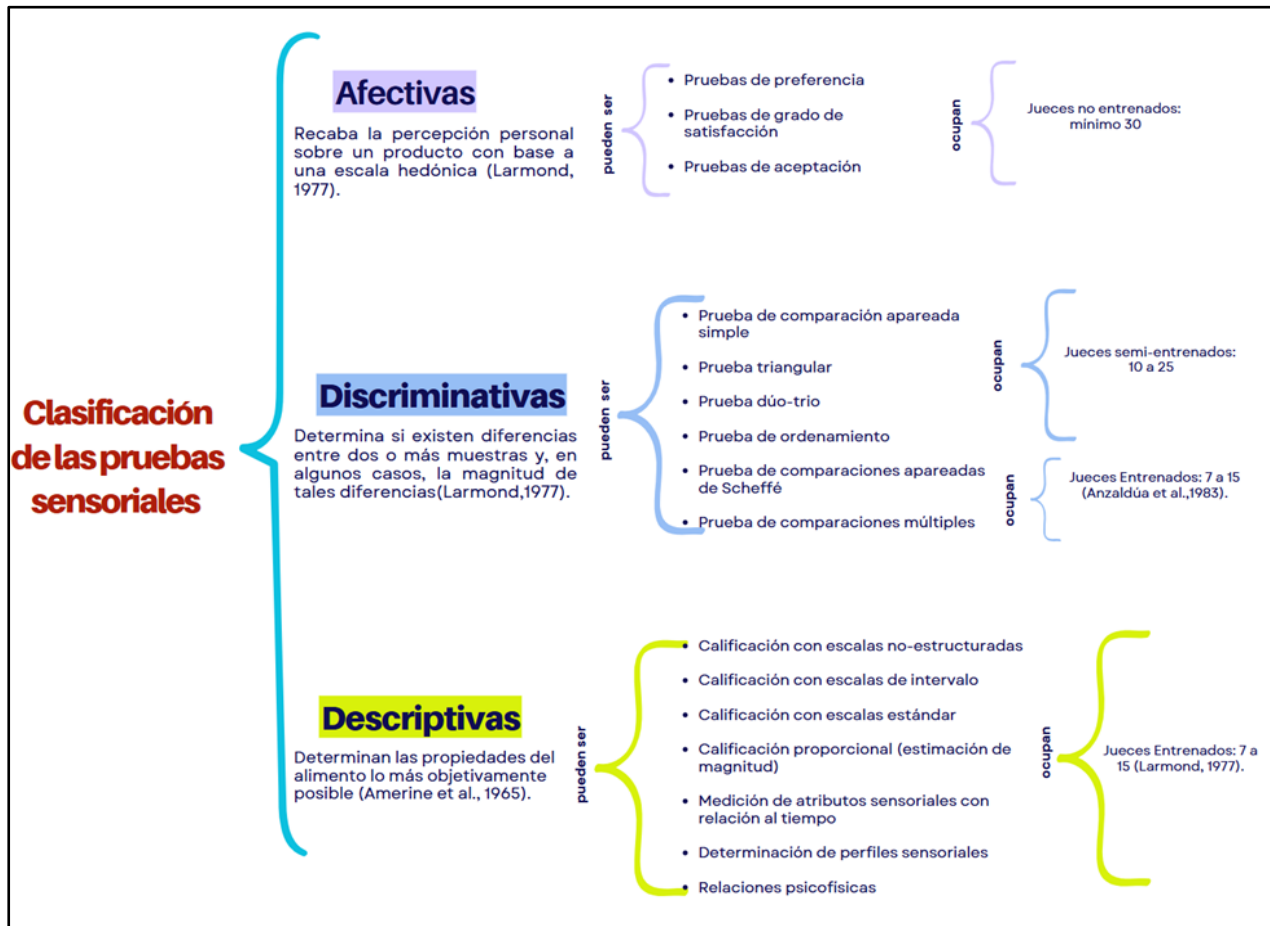 Clasificación
de las pruebas
sensoriales
Afectivas
Recaba la percepción personal
sobre un producto con base a
una escala hedónica (Larmond,
1977).
pueden ser
• Pruebas de preferencia
• Pruebas de grado de
satisfacción
• Pruebas de aceptación
ocupan
Jueces no entrenados:
minimo 30
Discriminativas
Determina si existen diferencias
entre dos o más muestras y, en
algunos casos, la magnitud de
tales diferencias(Larmond,1977).
pueden ser
• Prueba de comparación apareada
simple
• Prueba triangular
• Prueba dúo-trio
• Prueba de ordenamiento
• Prueba de comparaciones apareadas
de Scheffé
• Prueba de comparaciones múltiples
ocupan
Jueces semi-entrenados:
10 a 25
ocupan
Jueces Entrenados: 7 a 15
(Anzaldúa et al.,1983).
Descriptivas
Determinan las propiedades del
alimento lo más objetivamente
posible (Amerine et al., 1965).
pueden ser
• Calificación con escalas no-estructuradas
• Calificación con escalas de intervalo
• Calificación con escalas estándar
• Calificación proporcional (estimación de
magnitud)
• Medición de atributos sensoriales con
relación al tiempo
• Determinación de perfiles sensoriales
• Relaciones psicofísicas
ocupan
Jueces Entrenados: 7 a
15 (Larmond, 1977).